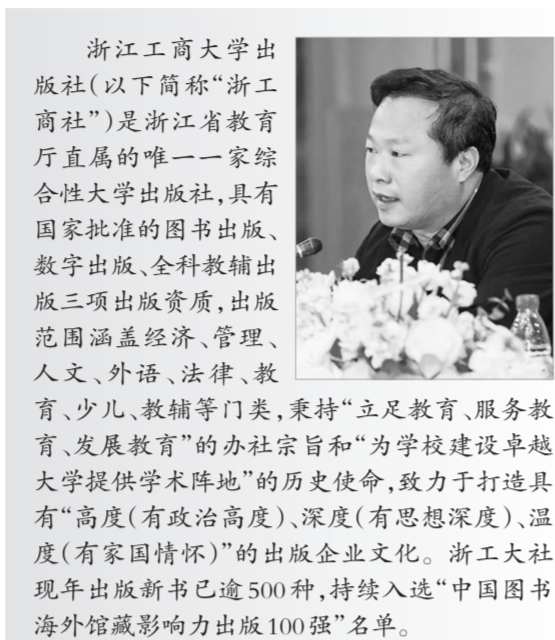 浙江工商大学出
版社(以下简称“浙工
商社”)是浙江省教育
厅直属的唯一一家综
合性大学出版社,具有
国家批准的图书出版、
数字出版、全科教辅出
版三项出版资质,出版
范围涵盖经济、管理、
人文、外语、法律、教
育、少儿、教辅等门类,秉持“立足教育、服务教
育、发展教育”的办社宗旨和“为学校建设卓越
大学提供学术阵地”的历史使命,致力于打造具
有“高度(有政治高度)、深度(有思想深度)、温
度(有家国情怀)”的出版企业文化。浙工大社
现年出版新书已逾500种,持续入选“中国图书
海外馆藏影响力出版100强”名单。